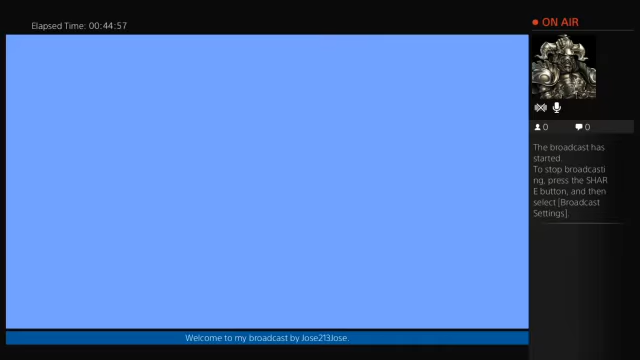 Elapsed Time: 00:44:57
ON AIR
0 0
The broadcast has
started.
To stop broadcasti
ng, press the SHAR
E button, and then
select [Broadcast
Settings].
Welcome to my broadcast by Jose213Jose.